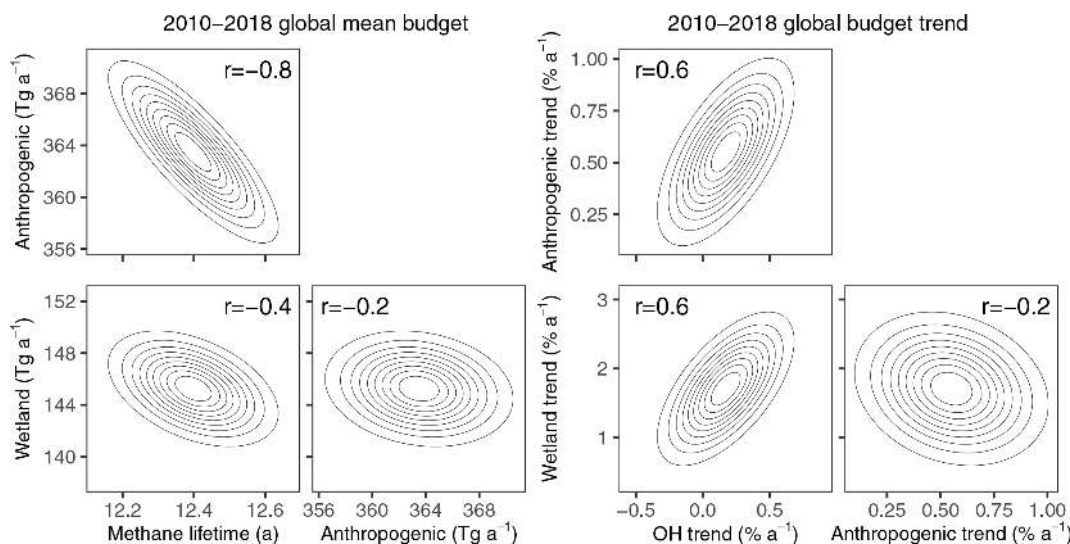 2010–2018 global mean budget
2010–2018 global budget trend
Anthropogenic (Tg a⁻¹)
368
364
360
356
r=−0.8
Anthropogenic trend (% a⁻¹)
1.00
0.75
0.50
0.25
r=0.6
Wetland (Tg a⁻¹)
152
148
144
140
r=−0.4
r=−0.2
12.2
12.4
12.6
Methane lifetime (a)
356
360
364
368
Anthropogenic (Tg a⁻¹)
Wetland trend (% a⁻¹)
3
2
1
r=0.6
r=−0.2
−0.5
0.0
0.5
OH trend (% a⁻¹)
0.25
0.50
0.75
1.00
Anthropogenic trend (% a⁻¹)